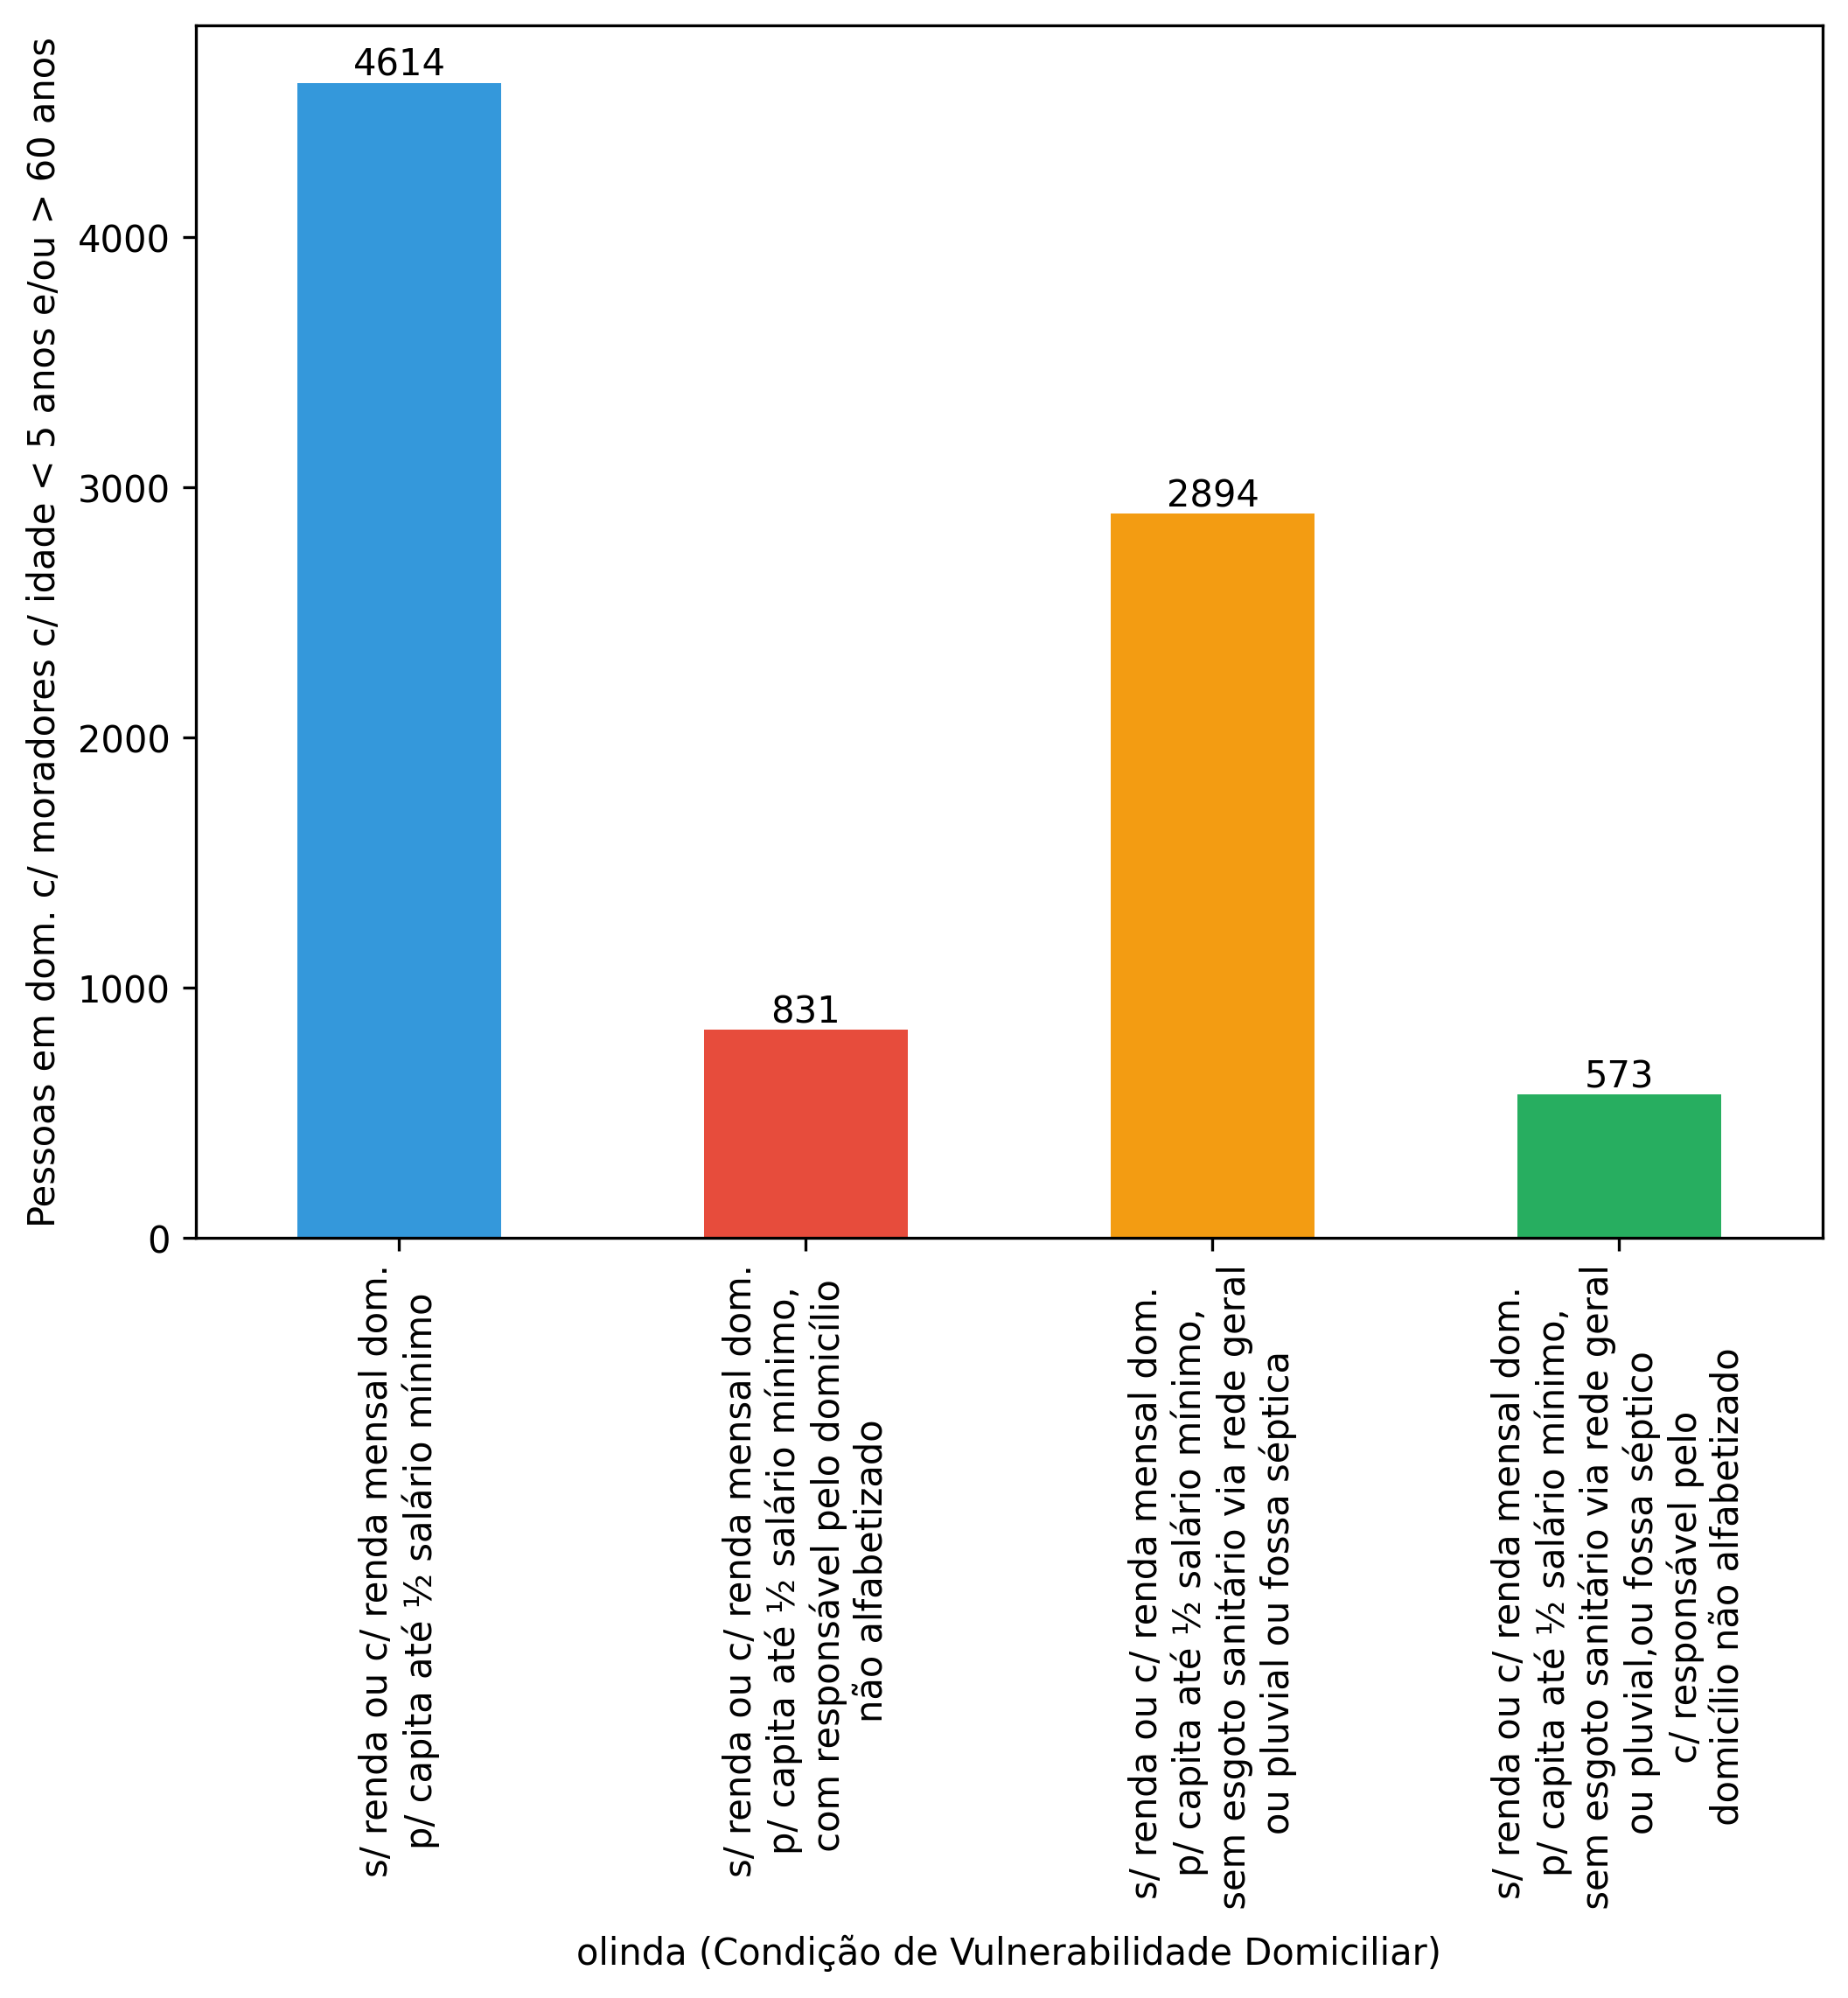 Pessoas em dom. c/ moradores c/ idade < 5 anos e/ou > 60 anos
4000
3000
2000
1000
0
4614
831
2894
573
s/ renda ou c/ renda mensal dom.
p/ capita até ½ salário mínimo
s/ renda ou c/ renda mensal dom.
p/ capita até ½ salário mínimo,
com responsável pelo domicílio
não alfabetizado
s/ renda ou c/ renda mensal dom.
p/ capita até ½ salário mínimo,
sem esgoto sanitário via rede geral
ou pluvial ou fossa séptica
s/ renda ou c/ renda mensal dom.
p/ capita até ½ salário mínimo,
sem esgoto sanitário via rede geral
ou pluvial,ou fossa séptico
c/ responsável pelo
domicílio não alfabetizado
olinda (Condição de Vulnerabilidade Domiciliar)